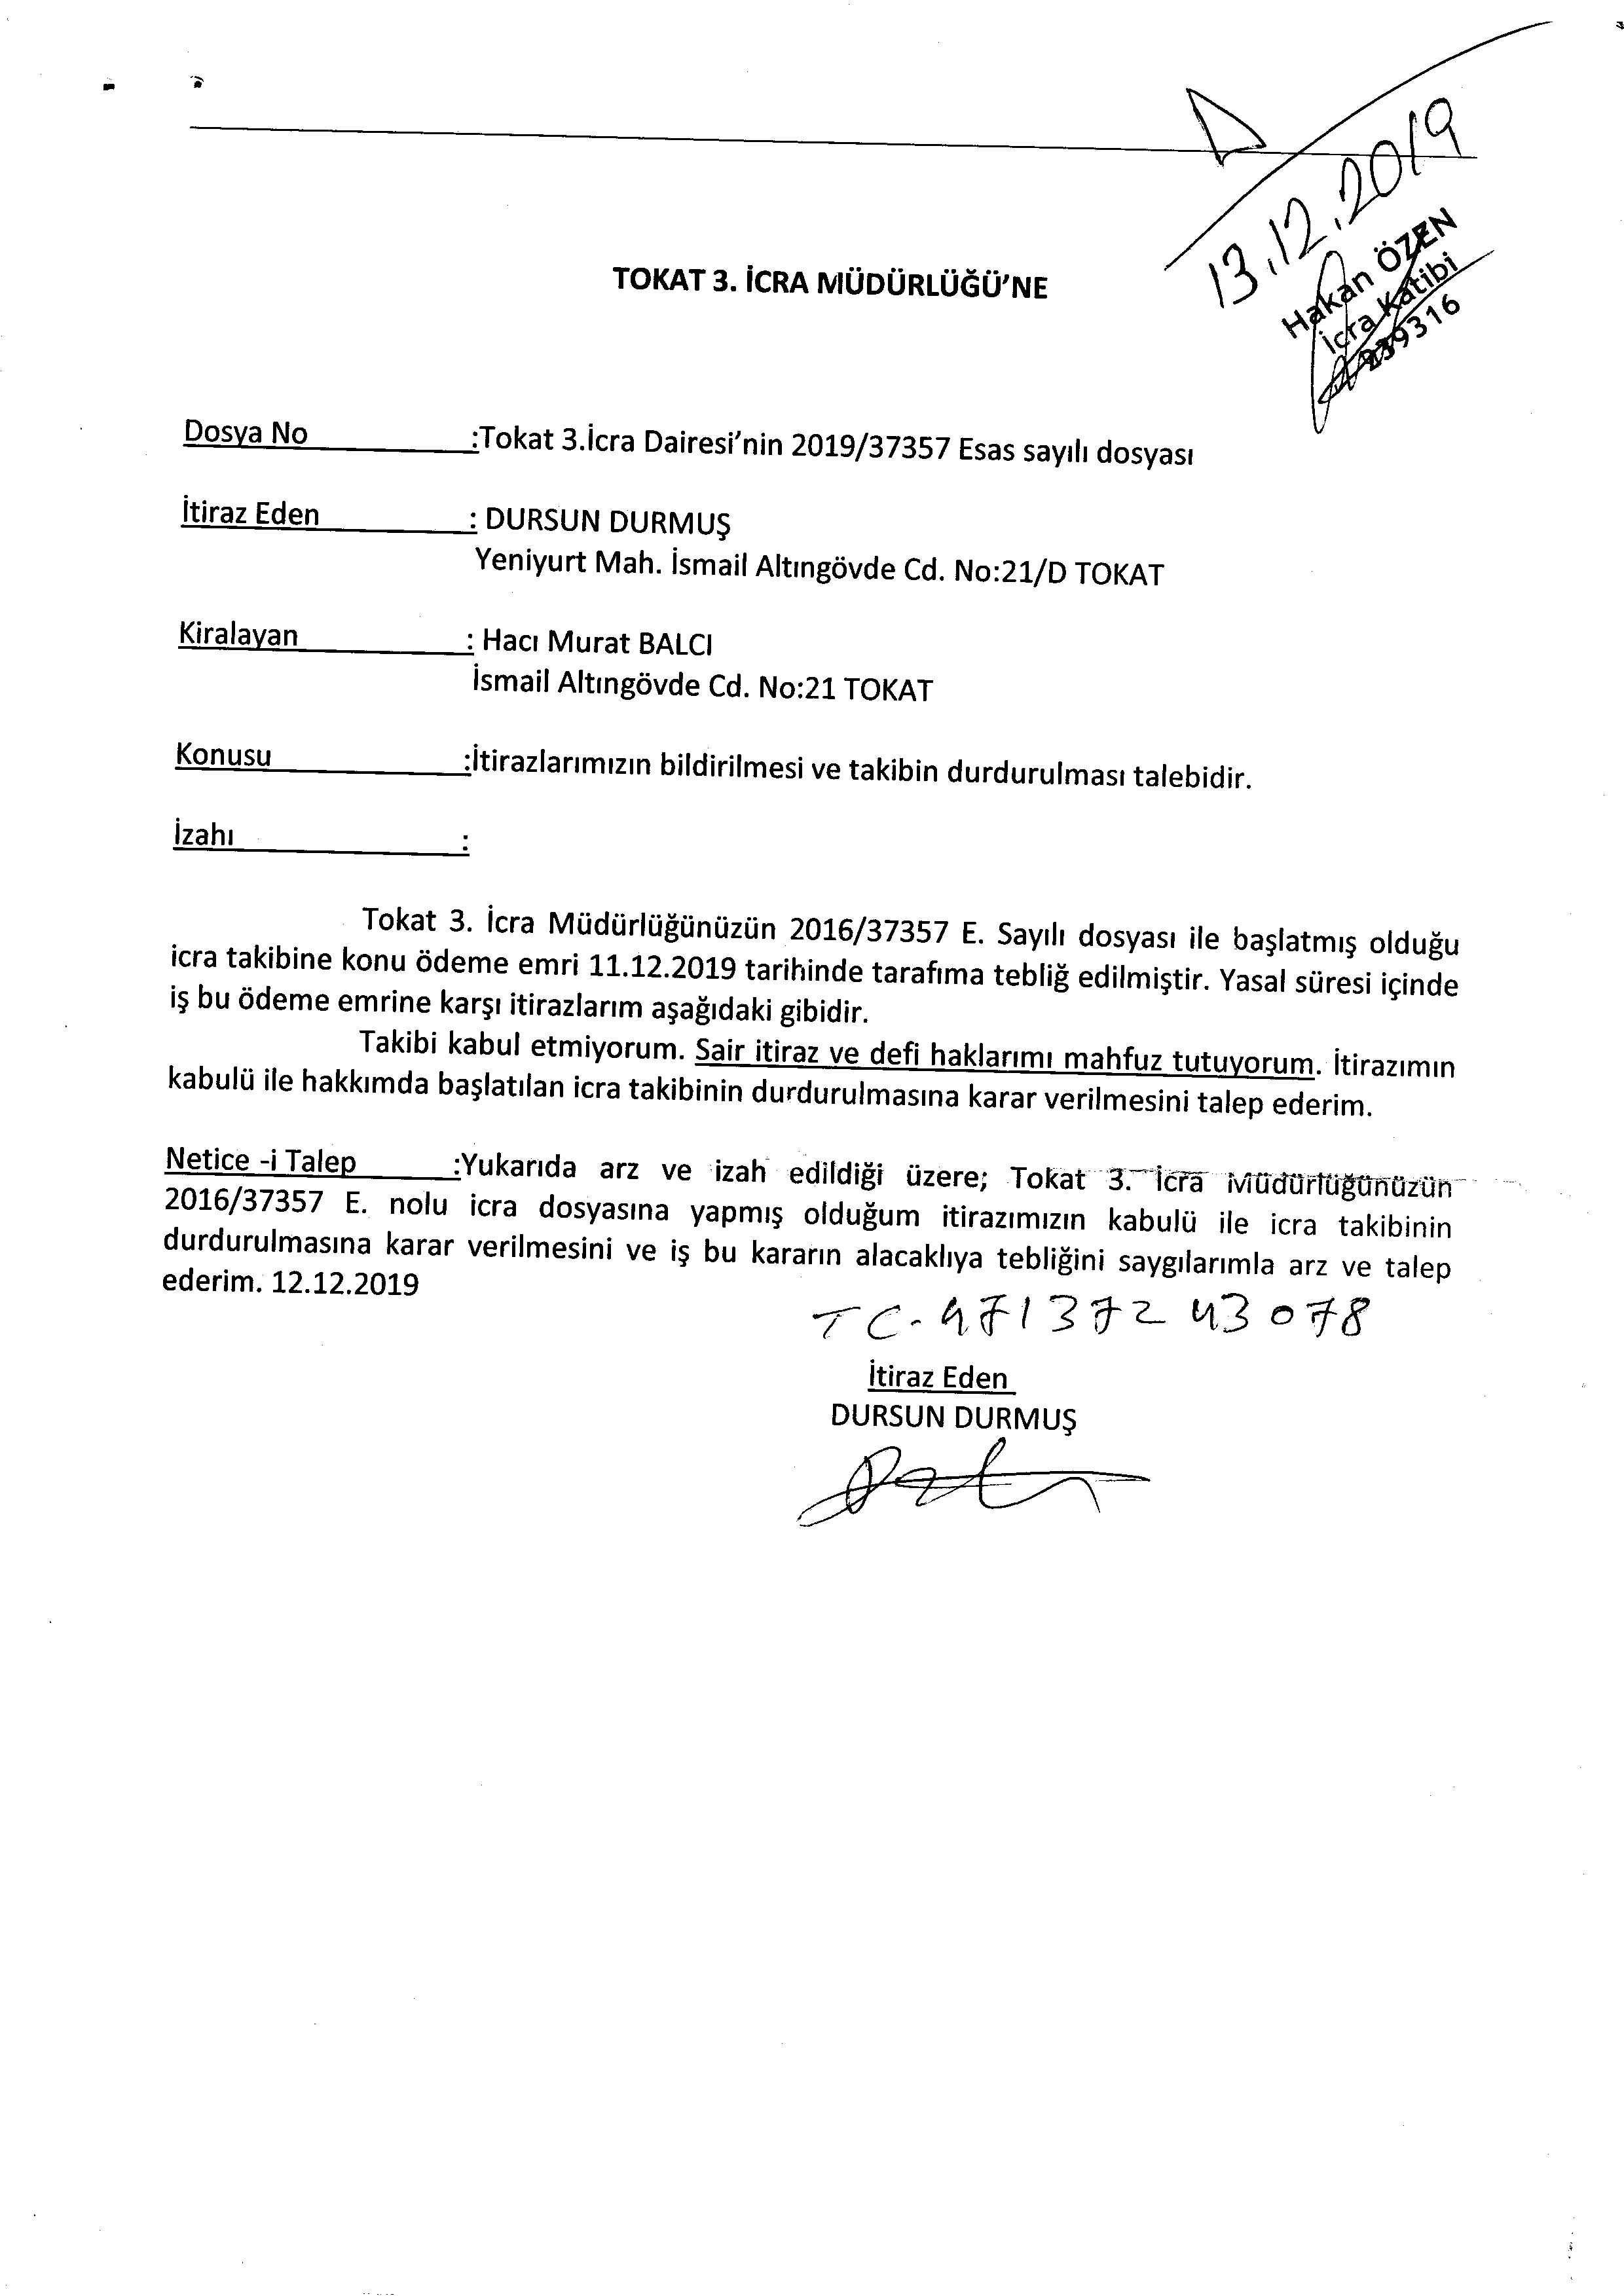 13.12.2019
Hakan ÖZEN
İcra Katibi
239316
TOKAT 3. İCRA MÜDÜRLÜĞÜ'NE
Dosya No :Tokat 3.İcra Dairesi'nin 2019/37357 Esas sayılı dosyası
İtiraz Eden : DURSUN DURMUŞ
Yeniyurt Mah. İsmail Altıngövde Cd. No:21/D TOKAT
Kiralayan : Hacı Murat BALCI
İsmail Altıngövde Cd. No:21 TOKAT
Konusu :İtirazlarımızın bildirilmesi ve takibin durdurulması talebidir.
İzahı :
Tokat 3. İcra Müdürlüğünüzün 2016/37357 E. Sayılı dosyası ile başlatmış olduğu
icra takibine konu ödeme emri 11.12.2019 tarihinde tarafıma tebliğ edilmiştir. Yasal süresi içinde
iş bu ödeme emrine karşı itirazlarım aşağıdaki gibidir.
Takibi kabul etmiyorum. Sair itiraz ve defi haklarımı mahfuz tutuyorum. İtirazımın
kabulü ile hakkımda başlatılan icra takibinin durdurulmasına karar verilmesini talep ederim.
Netice -i Talep :Yukarıda arz ve izah edildiği üzere; Tokat 3. İcra Müdürlüğünüzün
2016/37357 E. nolu icra dosyasına yapmış olduğum itirazımızın kabulü ile icra takibinin
durdurulmasına karar verilmesini ve iş bu kararın alacaklıya tebliğini saygılarımla arz ve talep
ederim. 12.12.2019
TC. 47137243078
İtiraz Eden
DURSUN DURMUŞ